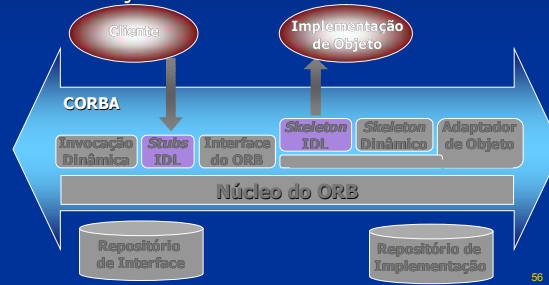 Cliente
Implementação
de Objeto
CORBA
Invocação
Dinâmica
Stubs
IDL
Interface
do ORB
Skeleton
IDL
Skeleton
Dinâmico
Adaptador
de Objeto
Núcleo do ORB
Repositório
de Interface
Repositório de
Implementação
56